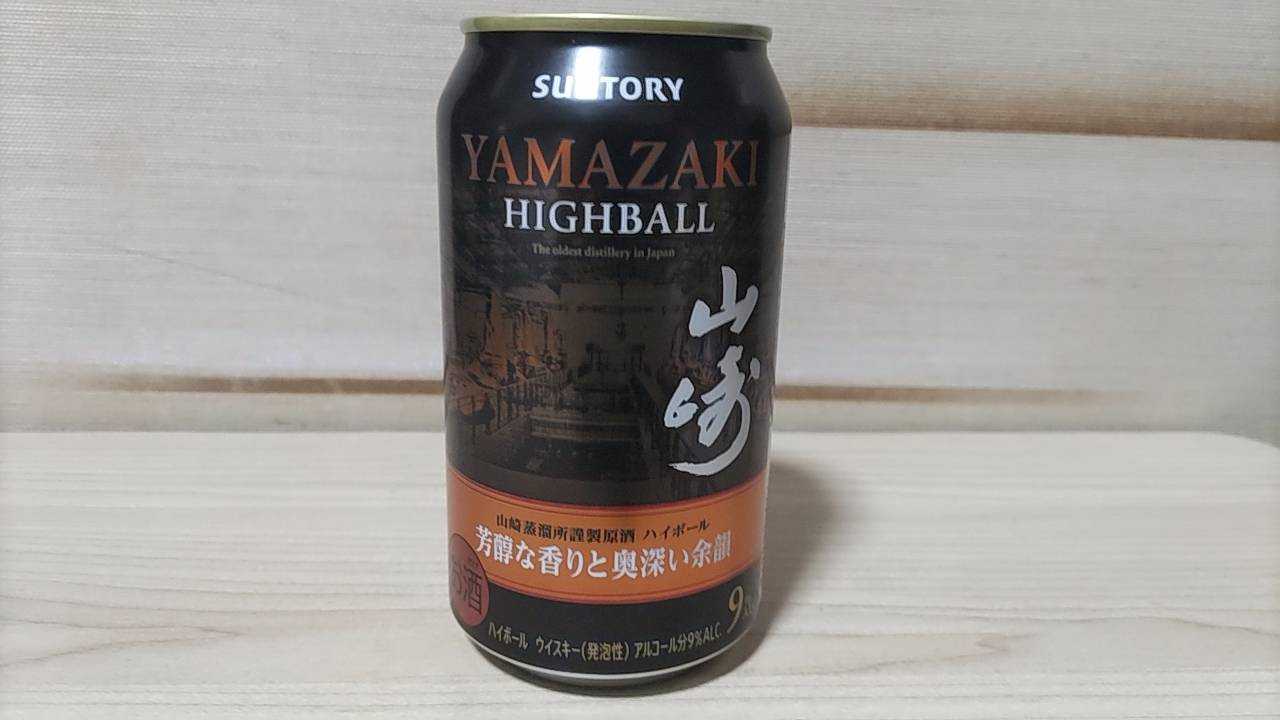 SUNTORY
YAMAZAKI
HIGHBALL
The oldest distillery in Japan
山崎
山崎蒸溜所謹製原酒 ハイボール
芳醇な香りと奥深い余韻
お酒
9%
ハイボール ウイスキー(発泡性) アルコール分9%ALC.